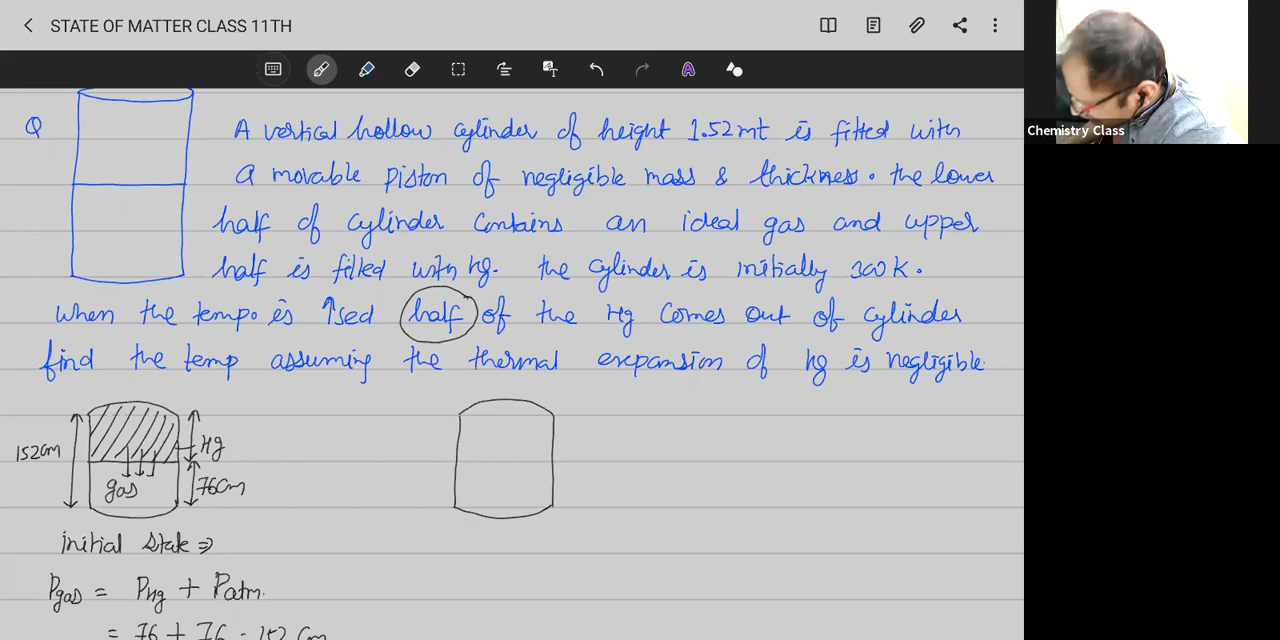 STATE OF MATTER CLASS 11TH
Chemistry Class
Q A vertical hollow cylinder of height 1.52mt is fitted with
a movable piston of negligible mass & thickness. the lower
half of cylinder contains an ideal gas and upper
half is filled with hg. the cylinder is initially 300K.
when the temp. is ↑sed half of the Hg comes out of cylinder
find the temp assuming the thermal expansion of hg is negligible.
152cm
Hg
gas
76cm
initial state ⇒
Pgas = PHg + Patm.
= 76 + 76 = 152 cm